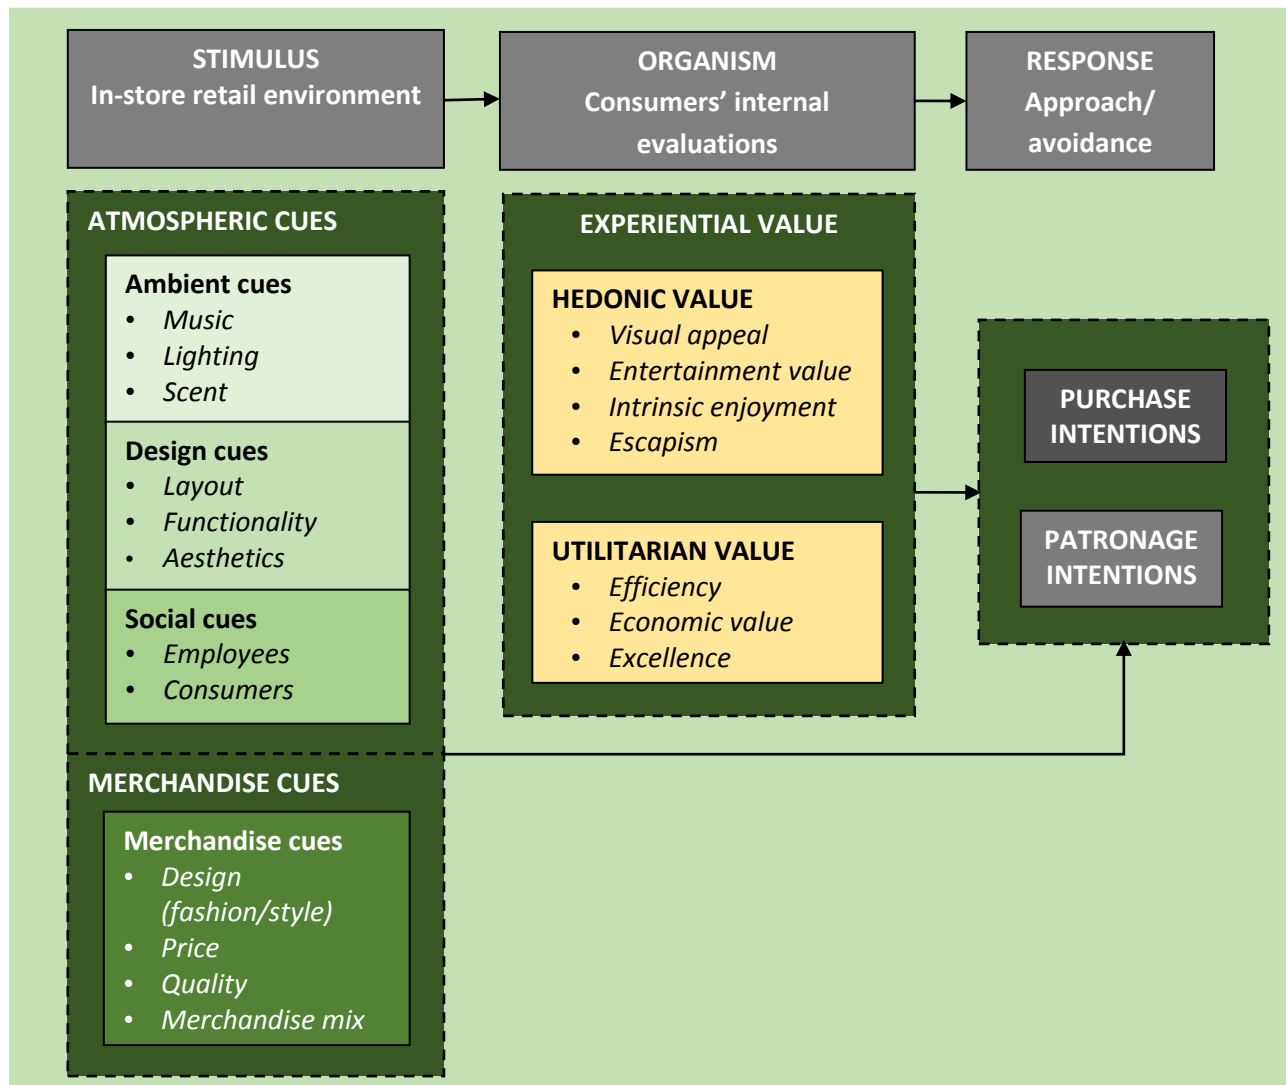 STIMULUS
In-store retail environment
ORGANISM
Consumers’ internal
evaluations
RESPONSE
Approach/
avoidance
ATMOSPHERIC CUES
Ambient cues
• Music
• Lighting
• Scent
Design cues
• Layout
• Functionality
• Aesthetics
Social cues
• Employees
• Consumers
MERCHANDISE CUES
Merchandise cues
• Design
(fashion/style)
• Price
• Quality
• Merchandise mix
EXPERIENTIAL VALUE
HEDONIC VALUE
• Visual appeal
• Entertainment value
• Intrinsic enjoyment
• Escapism
UTILITARIAN VALUE
• Efficiency
• Economic value
• Excellence
PURCHASE
INTENTIONS
PATRONAGE
INTENTIONS